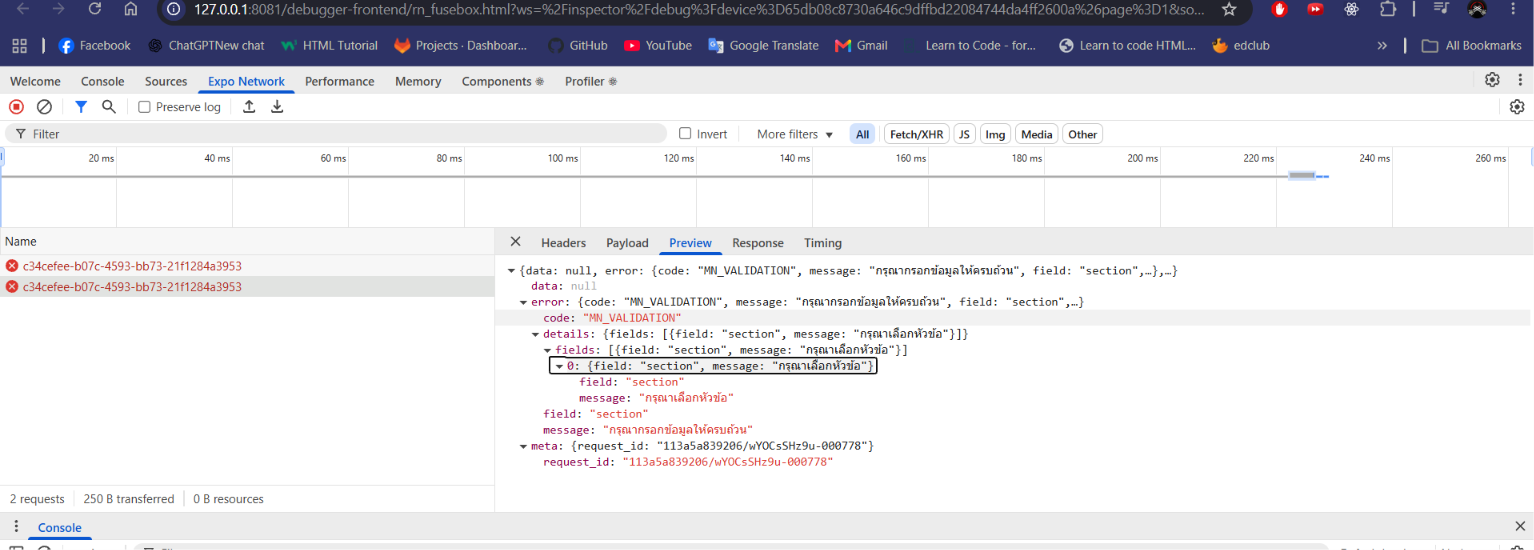 127.0.0.1:8081/debugger-frontend/rn_fusebox.html?ws=%2Finspector%2Fdebug%3Fdevice%3D65db08c8730a646c9dffbd22084744da4ff2600a%26page%3D1&so...
Facebook ChatGPTNew chat HTML Tutorial Projects · Dashboar... GitHub YouTube Google Translate Gmail Learn to Code - for... Learn to code HTML... edclub » All Bookmarks
Welcome Console Sources Expo Network Performance Memory Components Profiler
Preserve log
Filter Invert More filters All Fetch/XHR JS Img Media Other
20 ms 40 ms 60 ms 80 ms 100 ms 120 ms 140 ms 160 ms 180 ms 200 ms 220 ms 240 ms 260 ms
Name Headers Payload Preview Response Timing
c34cefee-b07c-4593-bb73-21f1284a3953
c34cefee-b07c-4593-bb73-21f1284a3953
{data: null, error: {code: "MN_VALIDATION", message: "กรุณากรอกข้อมูลให้ครบถ้วน", field: "section",…},…}
data: null
error: {code: "MN_VALIDATION", message: "กรุณากรอกข้อมูลให้ครบถ้วน", field: "section",…}
code: "MN_VALIDATION"
details: {fields: [{field: "section", message: "กรุณาเลือกหัวข้อ"}]}
fields: [{field: "section", message: "กรุณาเลือกหัวข้อ"}]
0: {field: "section", message: "กรุณาเลือกหัวข้อ"}
field: "section"
message: "กรุณาเลือกหัวข้อ"
field: "section"
message: "กรุณากรอกข้อมูลให้ครบถ้วน"
meta: {request_id: "113a5a839206/wYOCsSHz9u-000778"}
request_id: "113a5a839206/wYOCsSHz9u-000778"
2 requests 250 B transferred 0 B resources
Console